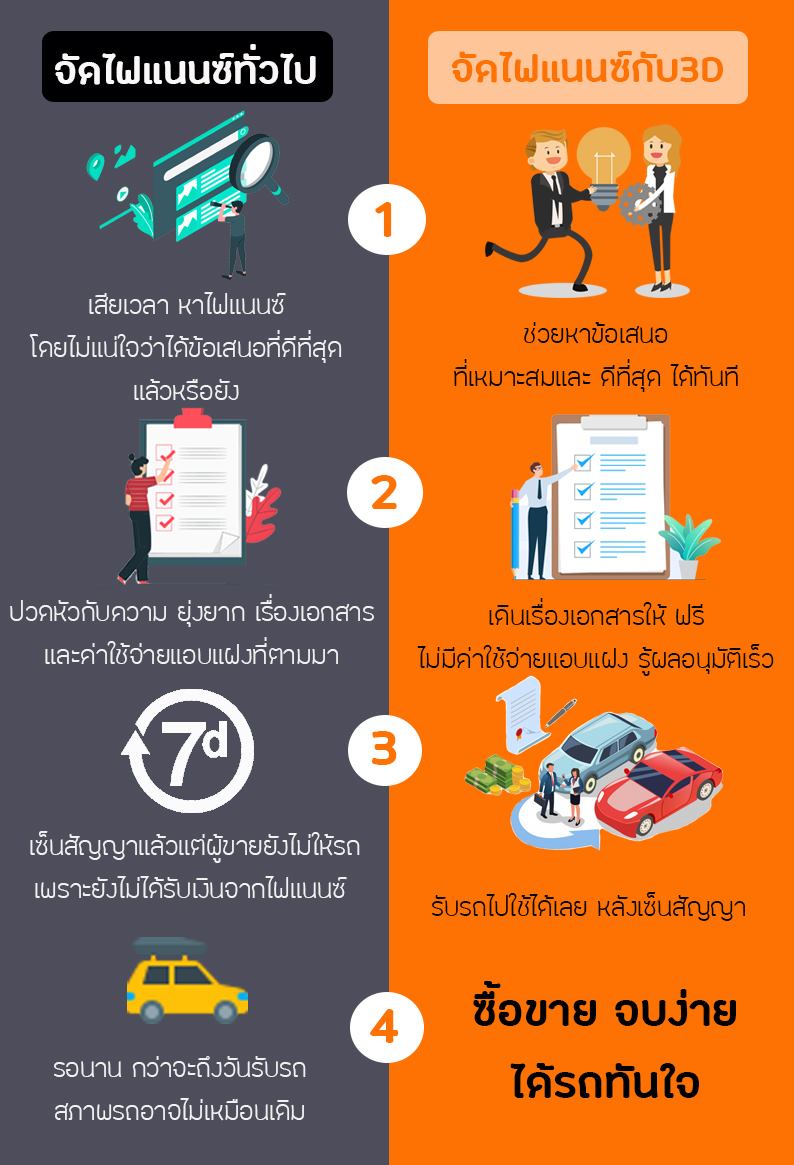 จัดไฟแนนซ์ทั่วไป
จัดไฟแนนซ์กับ3D
1
เสียเวลา หาไฟแนนซ์
โดยไม่แน่ใจว่าได้ข้อเสนอที่ดีที่สุด
แล้วหรือยัง
ช่วยหาข้อเสนอ
ที่เหมาะสมและ ดีที่สุด ได้ทันที
2
ปวดหัวกับความ ยุ่งยาก เรื่องเอกสาร
และค่าใช้จ่ายแอบแฝงที่ตามมา
เดินเรื่องเอกสารให้ ฟรี
ไม่มีค่าใช้จ่ายแอบแฝง รู้ผลอนุมัติเร็ว
7d
3
เซ็นสัญญาแล้วแต่ผู้ขายยังไม่ให้รถ
เพราะยังไม่ได้รับเงินจากไฟแนนซ์
รับรถไปใช้ได้เลย หลังเซ็นสัญญา
4
รอนาน กว่าจะถึงวันรับรถ
สภาพรถอาจไม่เหมือนเดิม
ซื้อขาย จบง่าย
ได้รถทันใจ